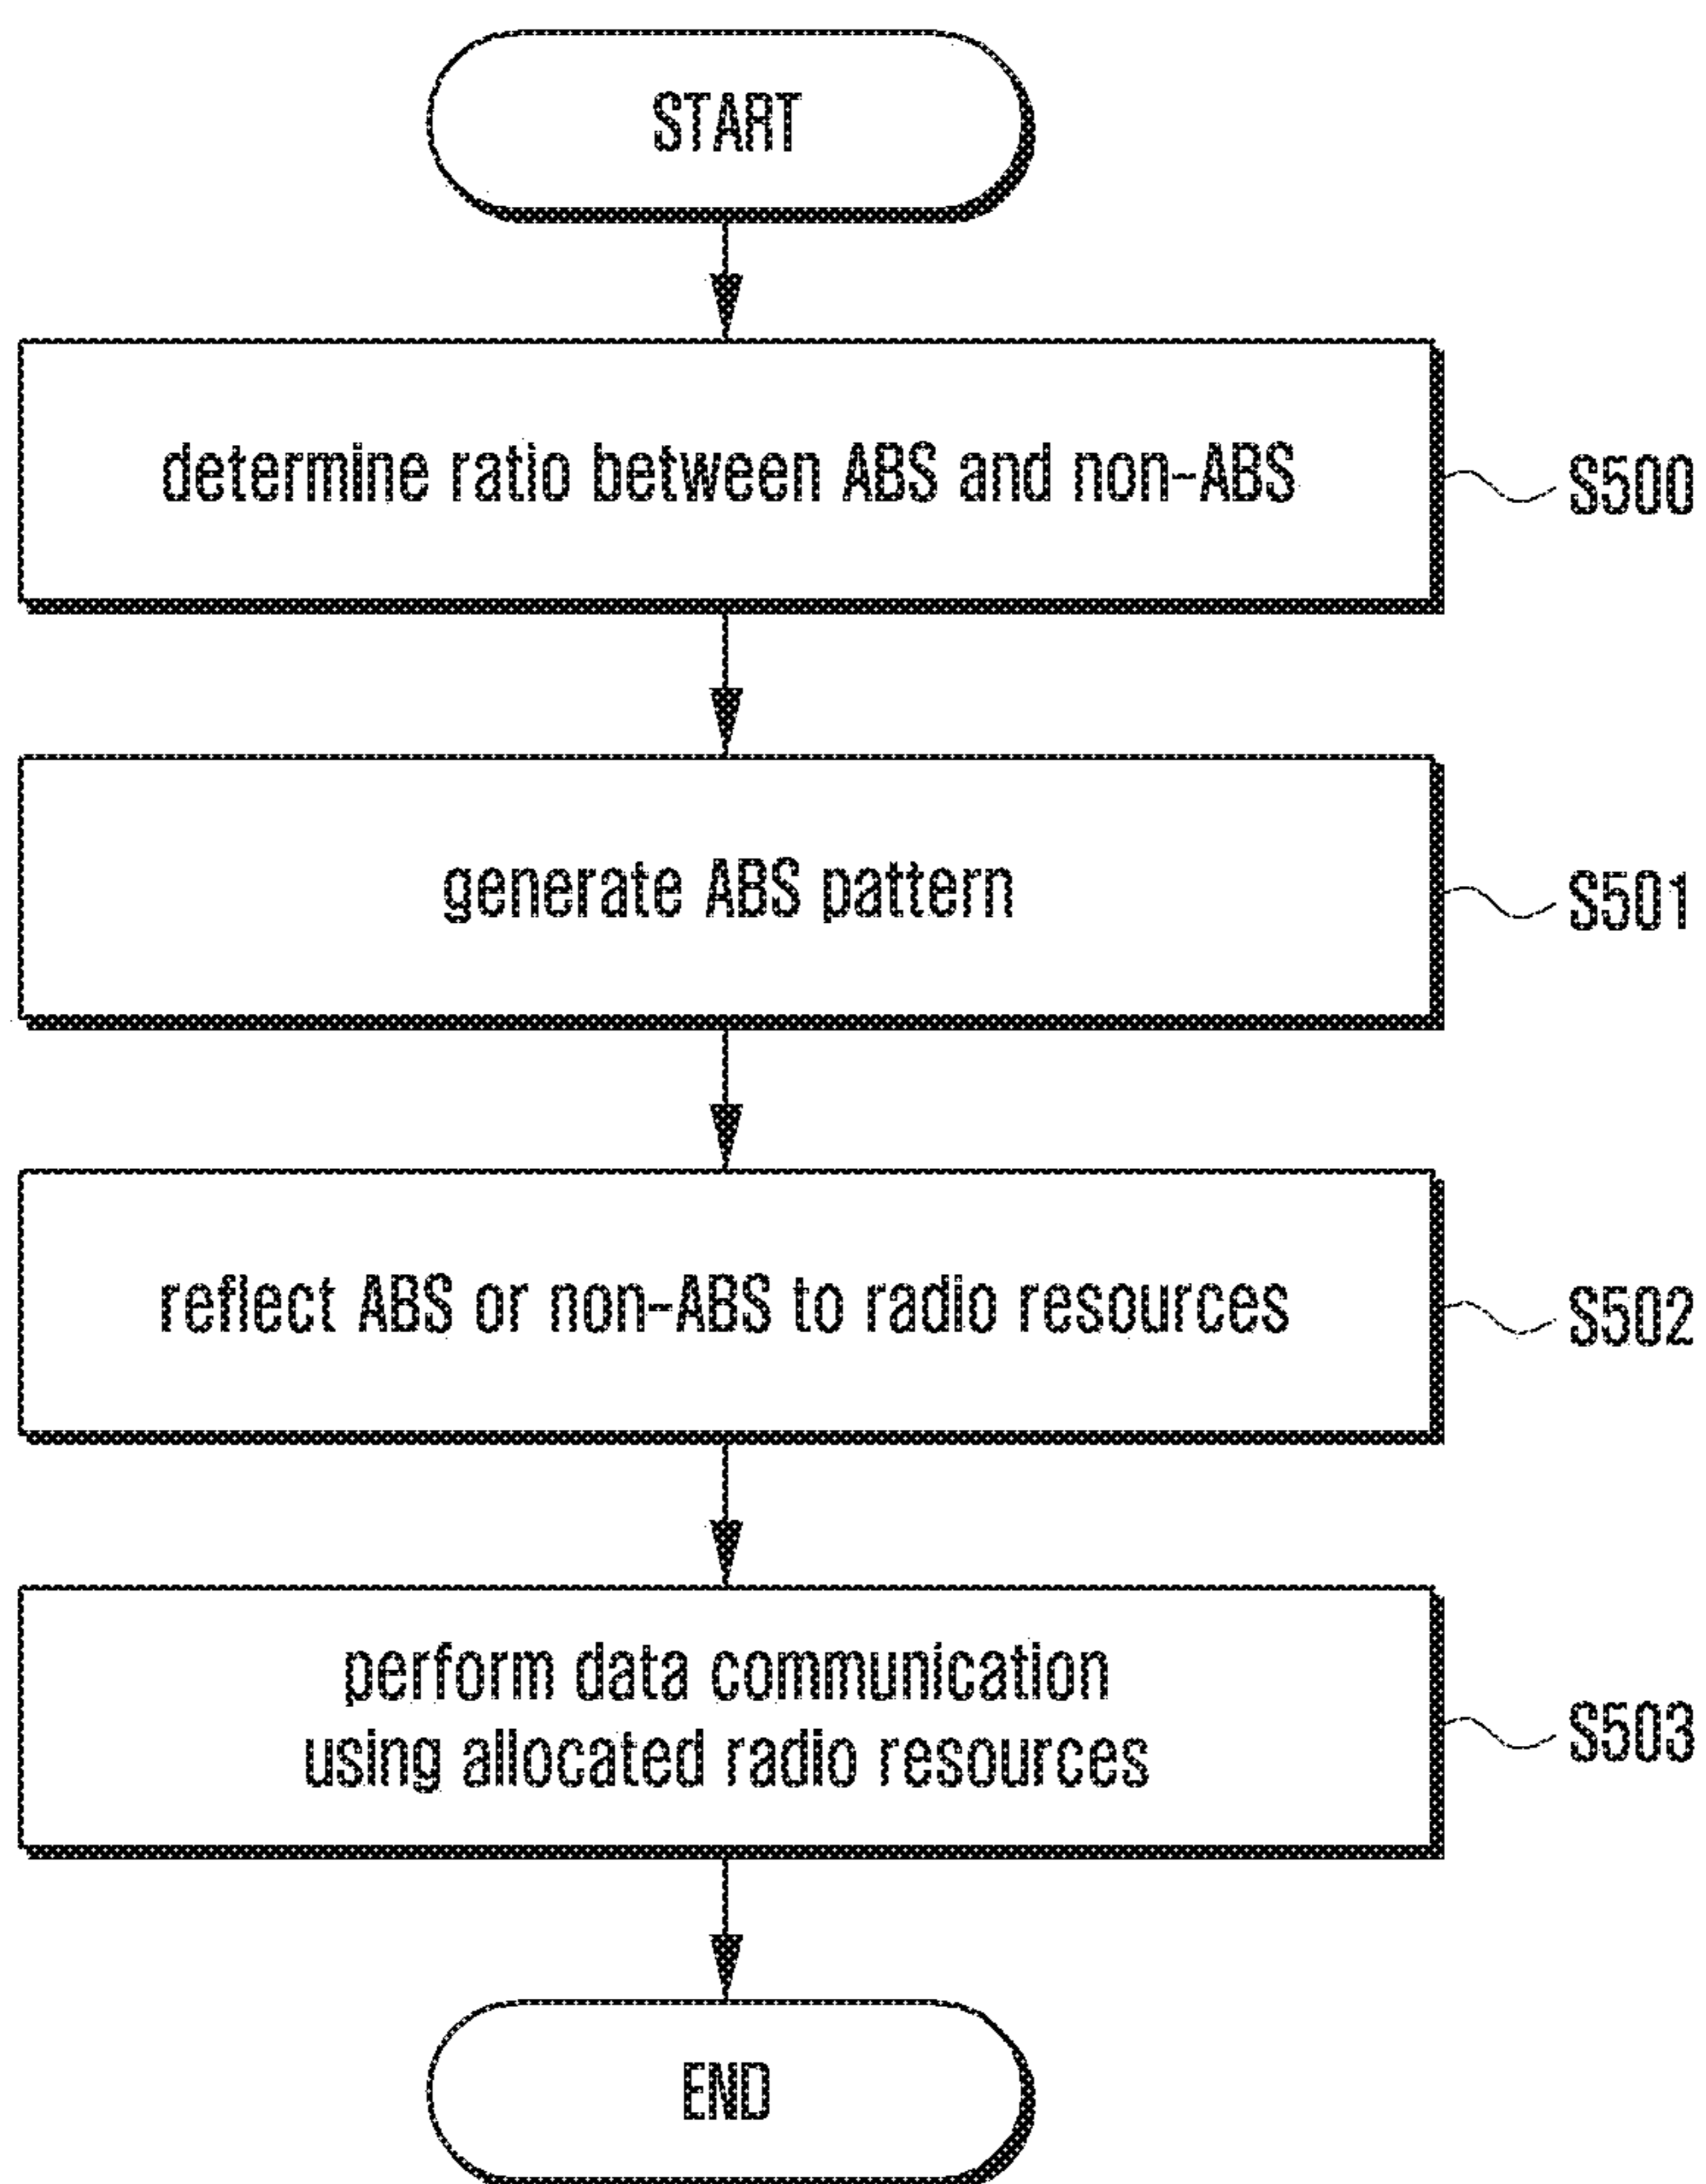 START
determine ratio between ABS and non-ABS
S500
generate ABS pattern
S501
reflect ABS or non-ABS to radio resources
S502
perform data communication
using allocated radio resources
S503
END